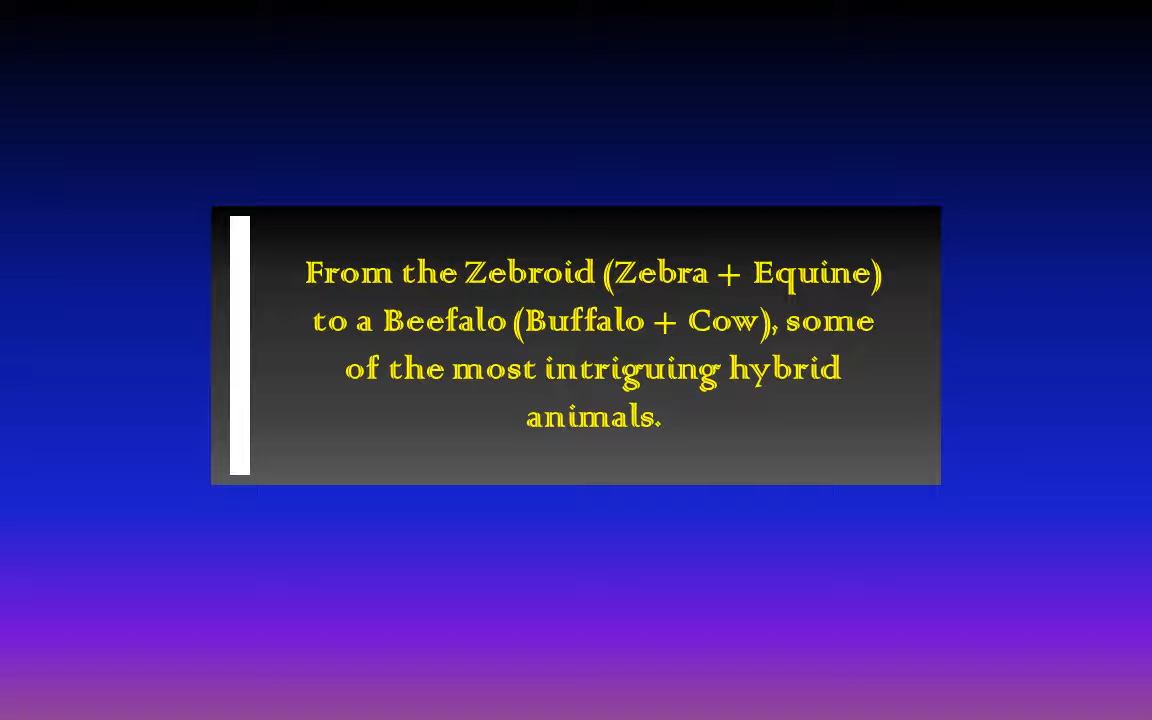 From the Zebroid (Zebra + Equine)
to a Beefalo (Buffalo + Cow), some
of the most intriguing hybrid
animals.